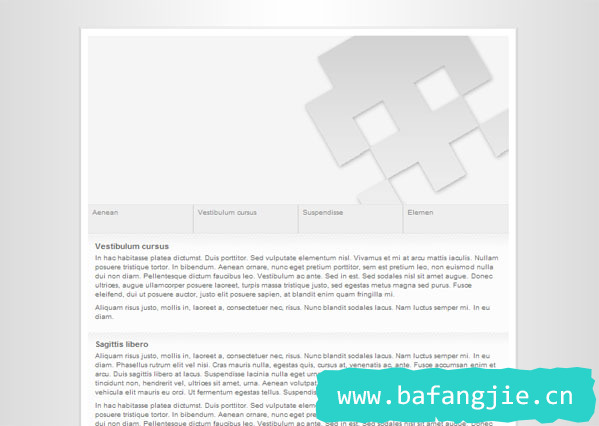 Aenean
Vestibulum cursus
Suspendisse
Elemen
Vestibulum cursus
In hac habitasse platea dictumst. Duis porttitor. Sed vulputate elementum nisl. Vivamus et mi at arcu mattis iaculis. Nullam
posuere tristique tortor. In bibendum. Aenean ornare, nunc eget pretium porttitor, sem est pretium leo, non euismod nulla
dui non diam. Pellentesque dictum faucibus leo. Vestibulum ac ante. Sed in est. Sed sodales nisl sit amet augue. Donec
ultrices, augue ullamcorper posuere laoreet, turpis massa tristique justo, sed egestas metus magna sed purus. Fusce
eleifend, dui ut posuere auctor, justo elit posuere sapien, at blandit enim quam fringilla mi.
Aliquam risus justo, mollis in, laoreet a, consectetuer nec, risus. Nunc blandit sodales lacus. Nam luctus semper mi. In eu
diam.
Sagittis libero
Aliquam risus justo, mollis in, laoreet a, consectetuer nec, risus. Nunc blandit sodales lacus. Nam luctus semper mi. In eu
diam. Phasellus rutrum elit vel nisi. Cras mauris nulla, egestas quis, cursus at, venenatis ac, ante. Fusce accumsan enim et
arcu. Duis sagittis libero at lacus. Suspendisse lacinia nulla eget urn
tincidunt non, hendrerit vel, ultrices sit amet, urna. Aenean volutpat
vehicula elit mauris eu orci. Ut fermentum egestas tellus. Suspendis
In hac habitasse platea dictumst. Duis porttitor. Sed vulputate eleme
posuere tristique tortor. In bibendum. Aenean ornare, nunc eget pre
dui non diam. Pellentesque dictum faucibus leo. Vestibulum ac ante. Sed in est. Sed sodales nisl sit amet augue. Donec
www.bafangjie.cn